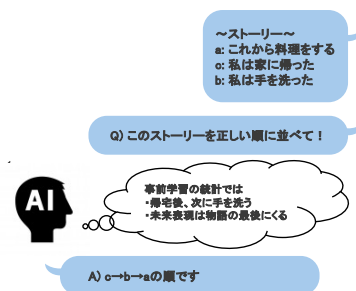 ～ストーリー～
a: これから料理をする
c: 私は家に帰った
b: 私は手を洗った
Q) このストーリーを正しい順に並べて！
事前学習の統計では
・帰宅後、次に手を洗う
・未来表現は物語の最後にくる
AI
A) c→b→aの順です